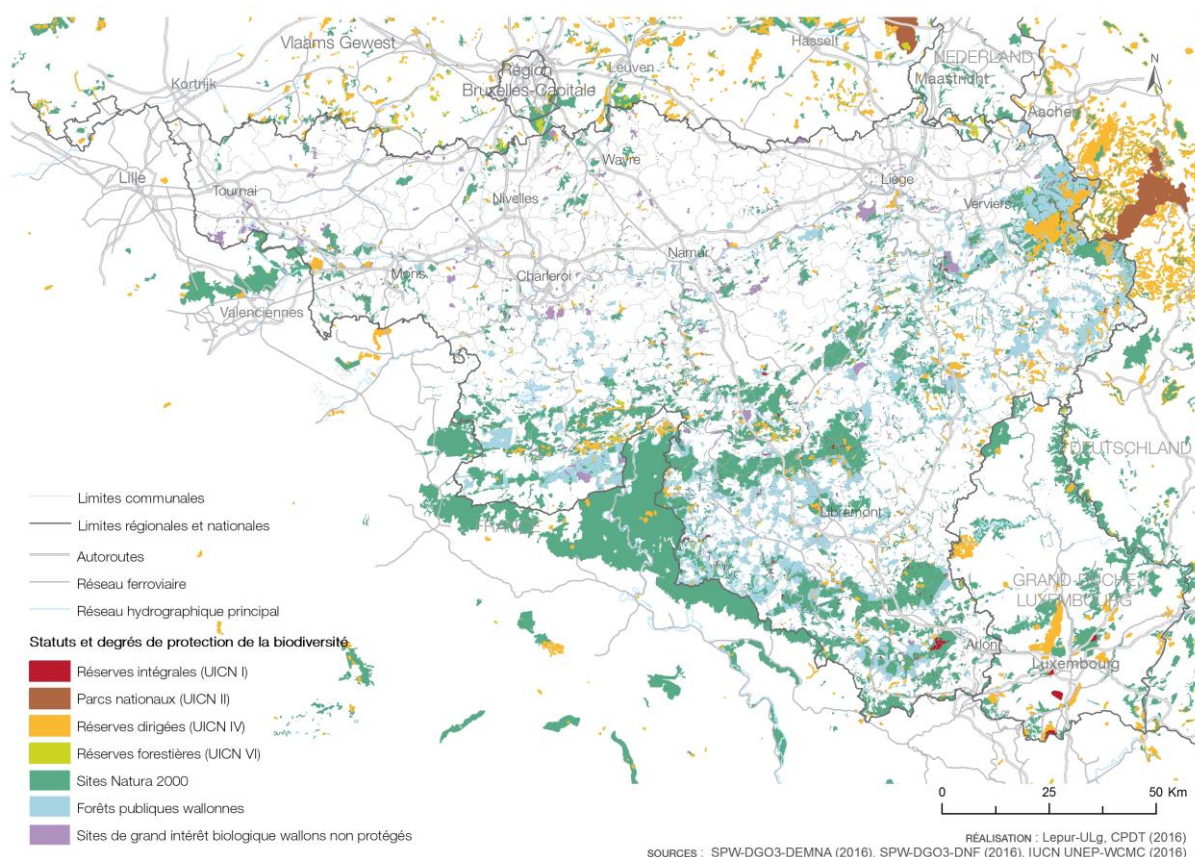 Vlaams Gewest
Hasselt
NEDERLAND
Leuven
Région
Bruxelles-Capitale
Kortrijk
Maastricht
N
Aachen
Lille
Wavre
Tournai
Liège
Nivelles
Verviers
Namur
Mons
Charleroi
Valenciennes
DEUTSCHLAND
Libramont
FRANCE
GRAND-DUCHÉ
LUXEMBOURG
Arlon
Luxembourg
Limites communales
Limites régionales et nationales
Autoroutes
Réseau ferroviaire
Réseau hydrographique principal
Statuts et degrés de protection de la biodiversité
Réserves intégrales (UICN I)
Parcs nationaux (UICN II)
Réserves dirigées (UICN IV)
Réserves forestières (UICN VI)
Sites Natura 2000
Forêts publiques wallonnes
Sites de grand intérêt biologique wallons non protégés
0 25 50 Km
RÉALISATION : Lepur-ULg, CPDT (2016)
SOURCES : SPW-DGO3-DEMNA (2016), SPW-DGO3-DNF (2016), IUCN UNEP-WCMC (2016)